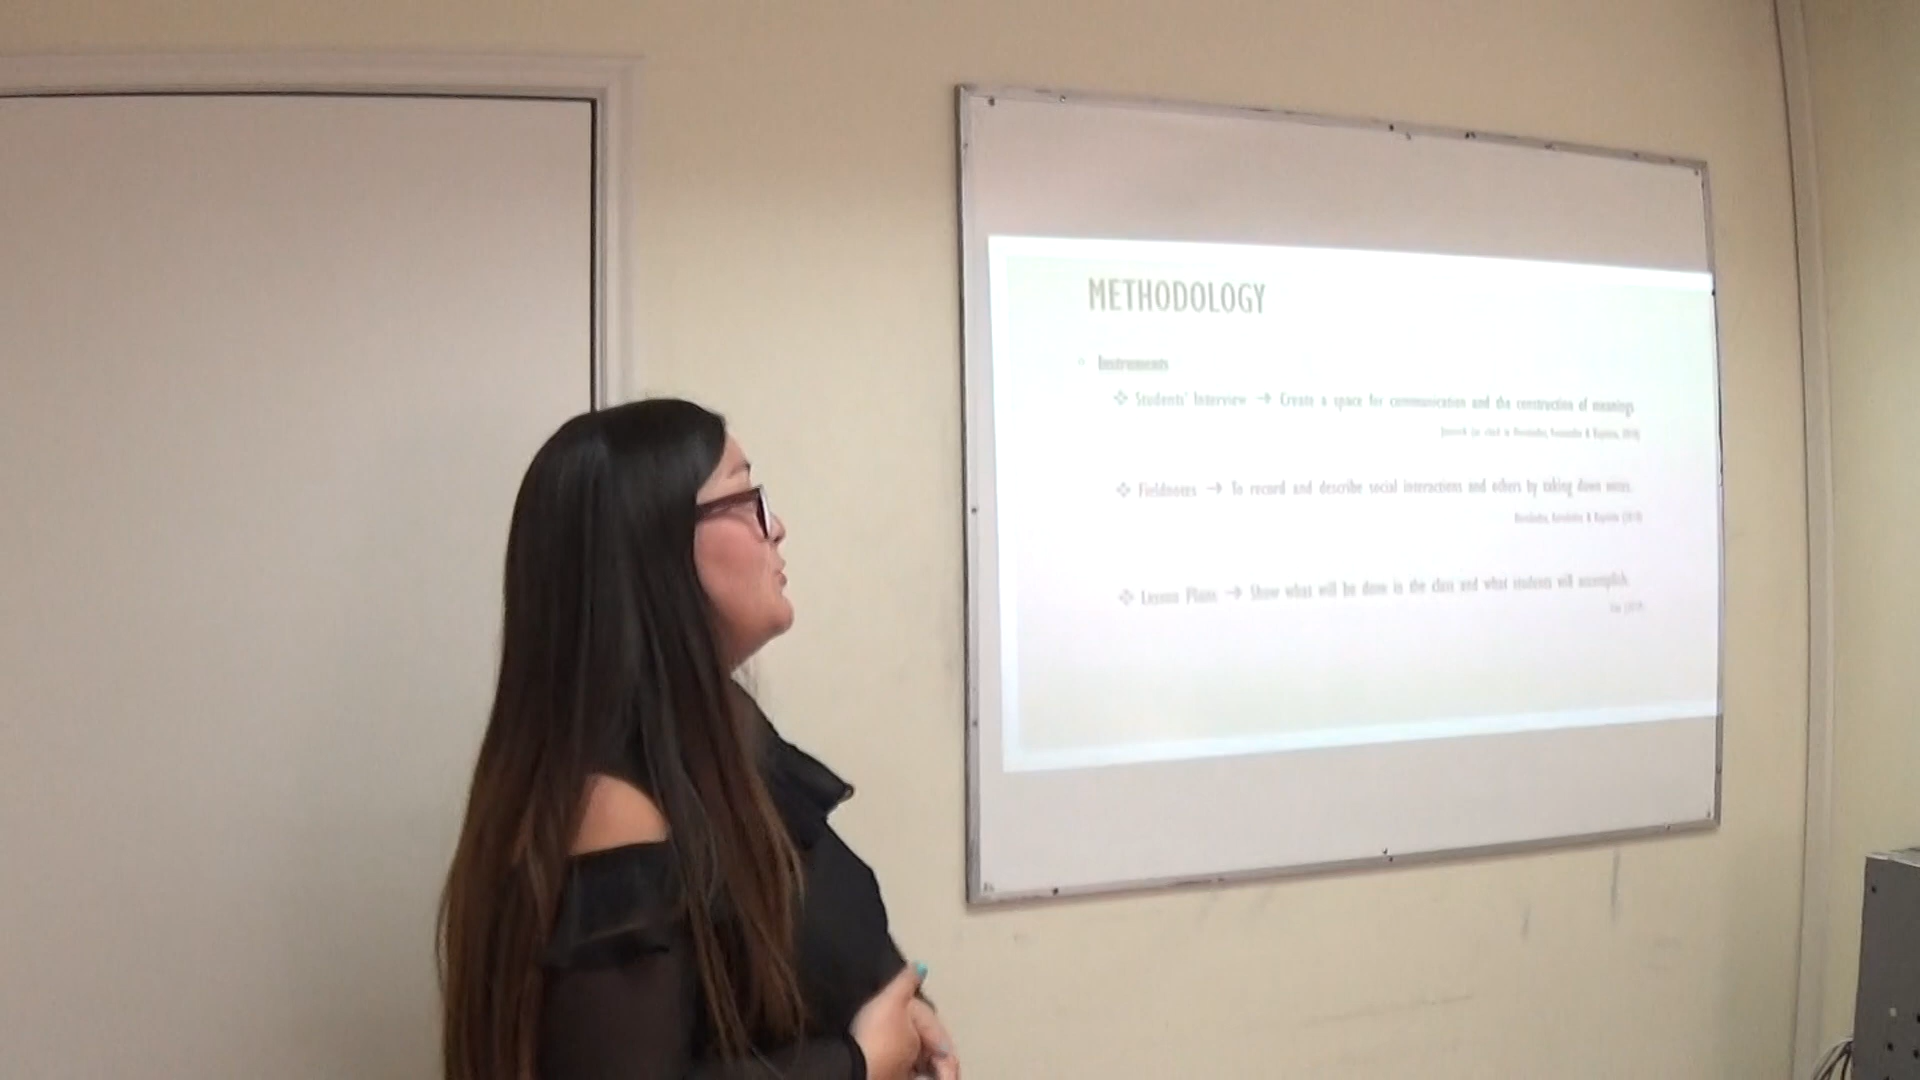 METHODOLOGY
Instruments
Students' Interview → Create a space for communication and the construction of meanings
Fieldnotes → To record and describe social interactions and others by taking down notes.
Lesson Plans → Show what will be done in the class and what students will accomplish.